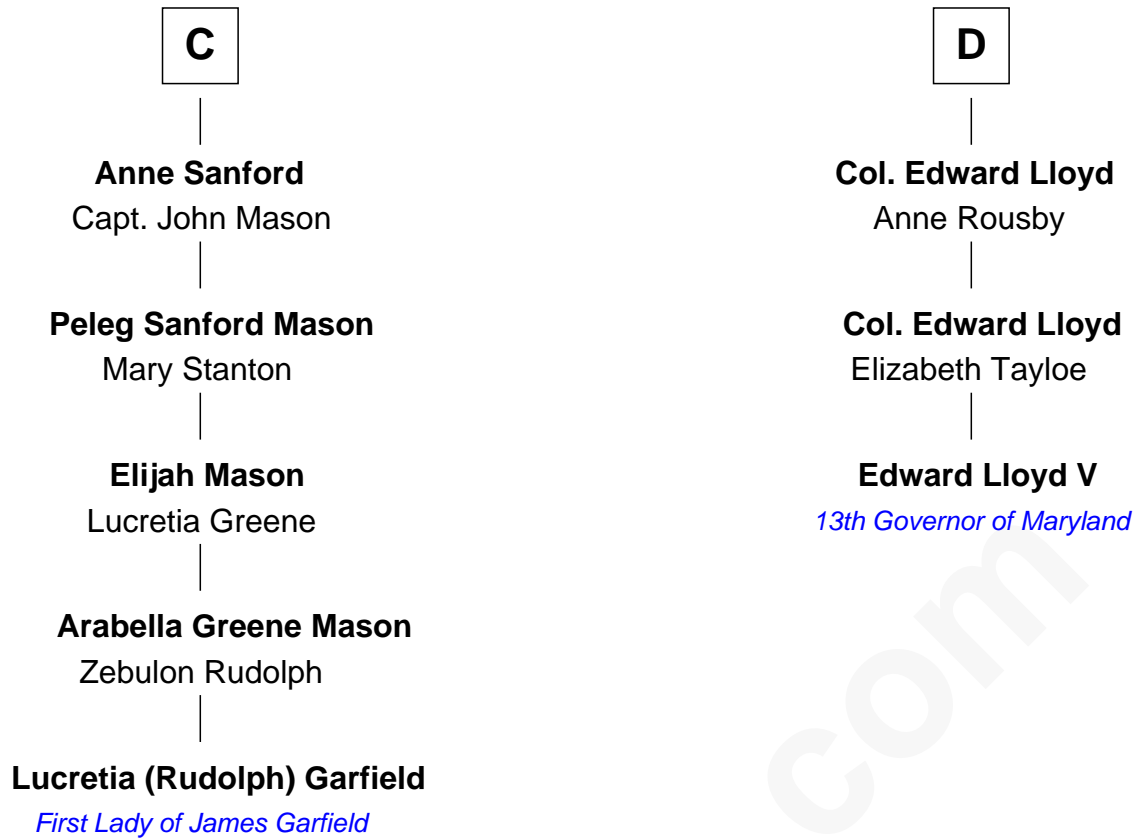 C
Anne Sanford
Capt. John Mason
Peleg Sanford Mason
Mary Stanton
Elijah Mason
Lucretia Greene
Arabella Greene Mason
Zebulon Rudolph
Lucretia (Rudolph) Garfield
First Lady of James Garfield
D
Col. Edward Lloyd
Anne Rousby
Col. Edward Lloyd
Elizabeth Tayloe
Edward Lloyd V
13th Governor of Maryland
com